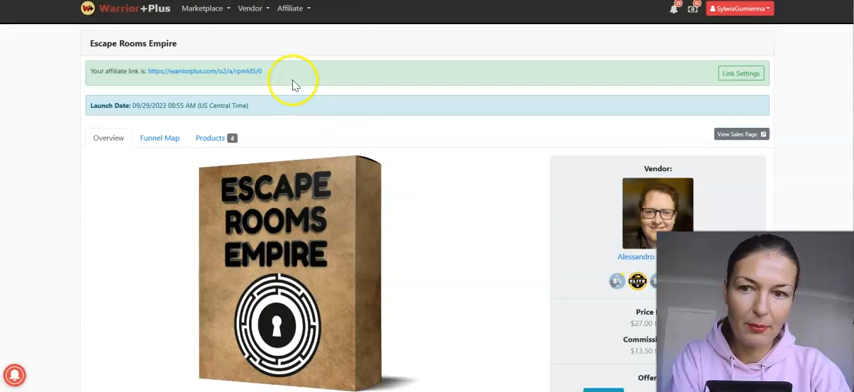 Warrior+Plus
Marketplace
Vendor
Affiliate
SylwiaGumienna
Escape Rooms Empire
Your affiliate link is: https://warriorplus.com/o2/a/rpmld5/0
Link Settings
Launch Date: 09/29/2023 08:55 AM (US Central Time)
Overview
Funnel Map
Products 4
View Sales Page
ESCAPE
ROOMS
EMPIRE
Vendor:
Alessandro
ELITE
Price
$27.00
Commis
$13.50
Offer